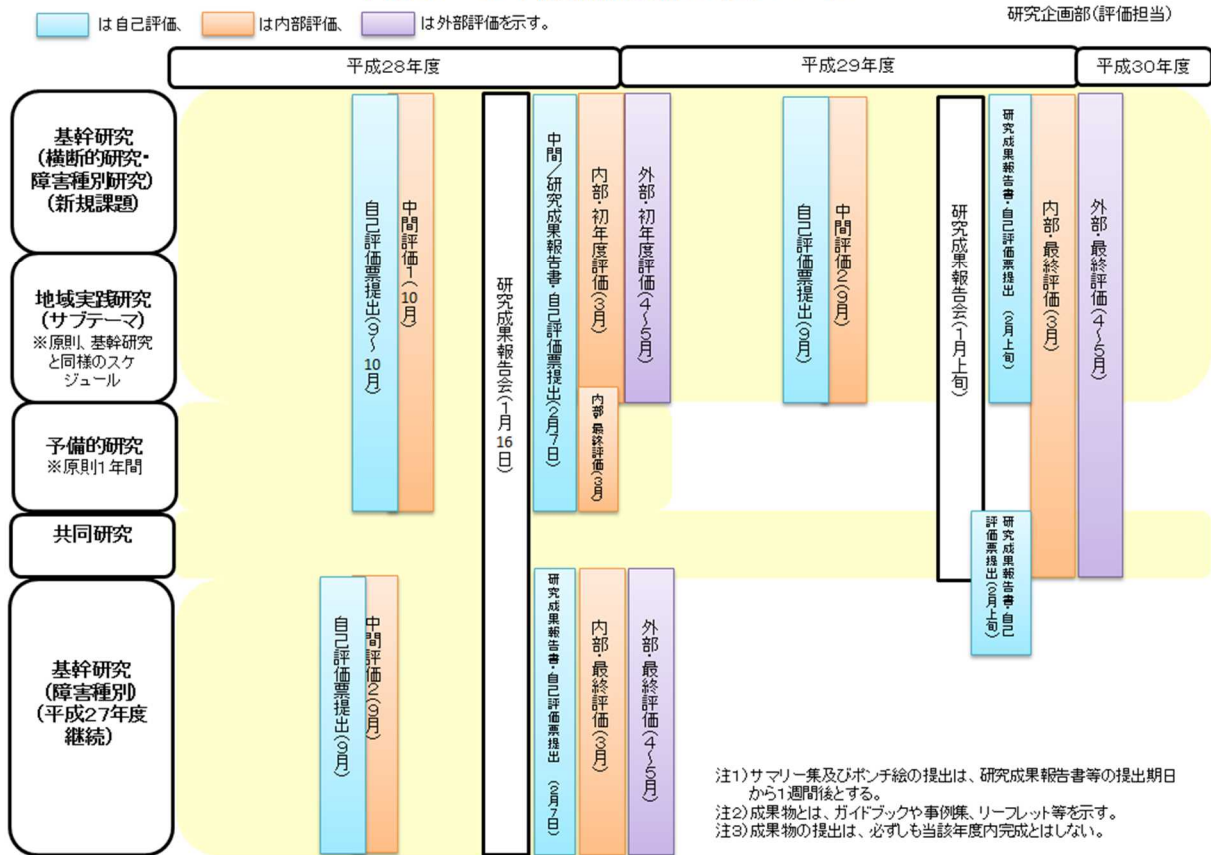 は自己評価、
は内部評価、
は外部評価を示す。
研究企画部(評価担当)
平成28年度
平成29年度
平成30年度
基幹研究
(横断的研究・
障害種別研究)
(新規課題)
地域実践研究
(サブテーマ)
※原則、基幹研究
と同様のスケ
ジュール
予備的研究
※原則1年間
共同研究
基幹研究
(障害種別)
(平成27年度
継続)
自己評価票提出(9～10月)
中間評価1(10月)
研究成果報告会(1月16日)
中間/研究成果報告書・自己評価票提出(2月7日)
内部・初年度評価(3月)
内部・最終評価(3月)
外部・初年度評価(4～5月)
自己評価票提出(9月)
中間評価2(9月)
研究成果報告会(1月上旬)
研究成果報告書・自己評価票提出(2月上旬)
内部・最終評価(3月)
外部・最終評価(4～5月)
研究成果報告書・自己
評価票提出(2月上旬)
自己評価票提出(9月)
中間評価2(9月)
研究成果報告書・自己評価票提出(2月7日)
内部・最終評価(3月)
外部・最終評価(4～5月)
注1)サマリー集及びポンチ絵の提出は、研究成果報告書等の提出期日
から1週間後とする。
注2)成果物とは、ガイドブックや事例集、リーフレット等を示す。
注3)成果物の提出は、必ずしも当該年度内完成とはしない。